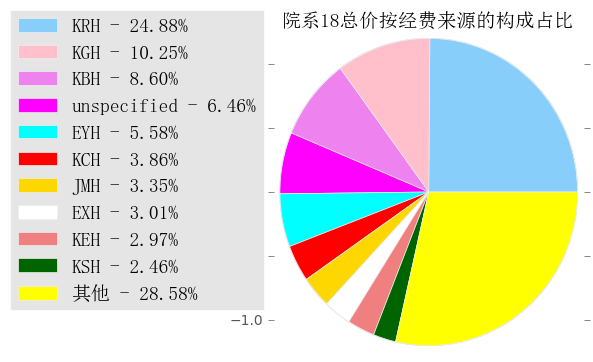 院系18总价按经费来源的构成占比
KRH - 24.88%
KGH - 10.25%
KBH - 8.60%
unspecified - 6.46%
EYH - 5.58%
KCH - 3.86%
JMH - 3.35%
EXH - 3.01%
KEH - 2.97%
KSH - 2.46%
其他 - 28.58%
-1.0